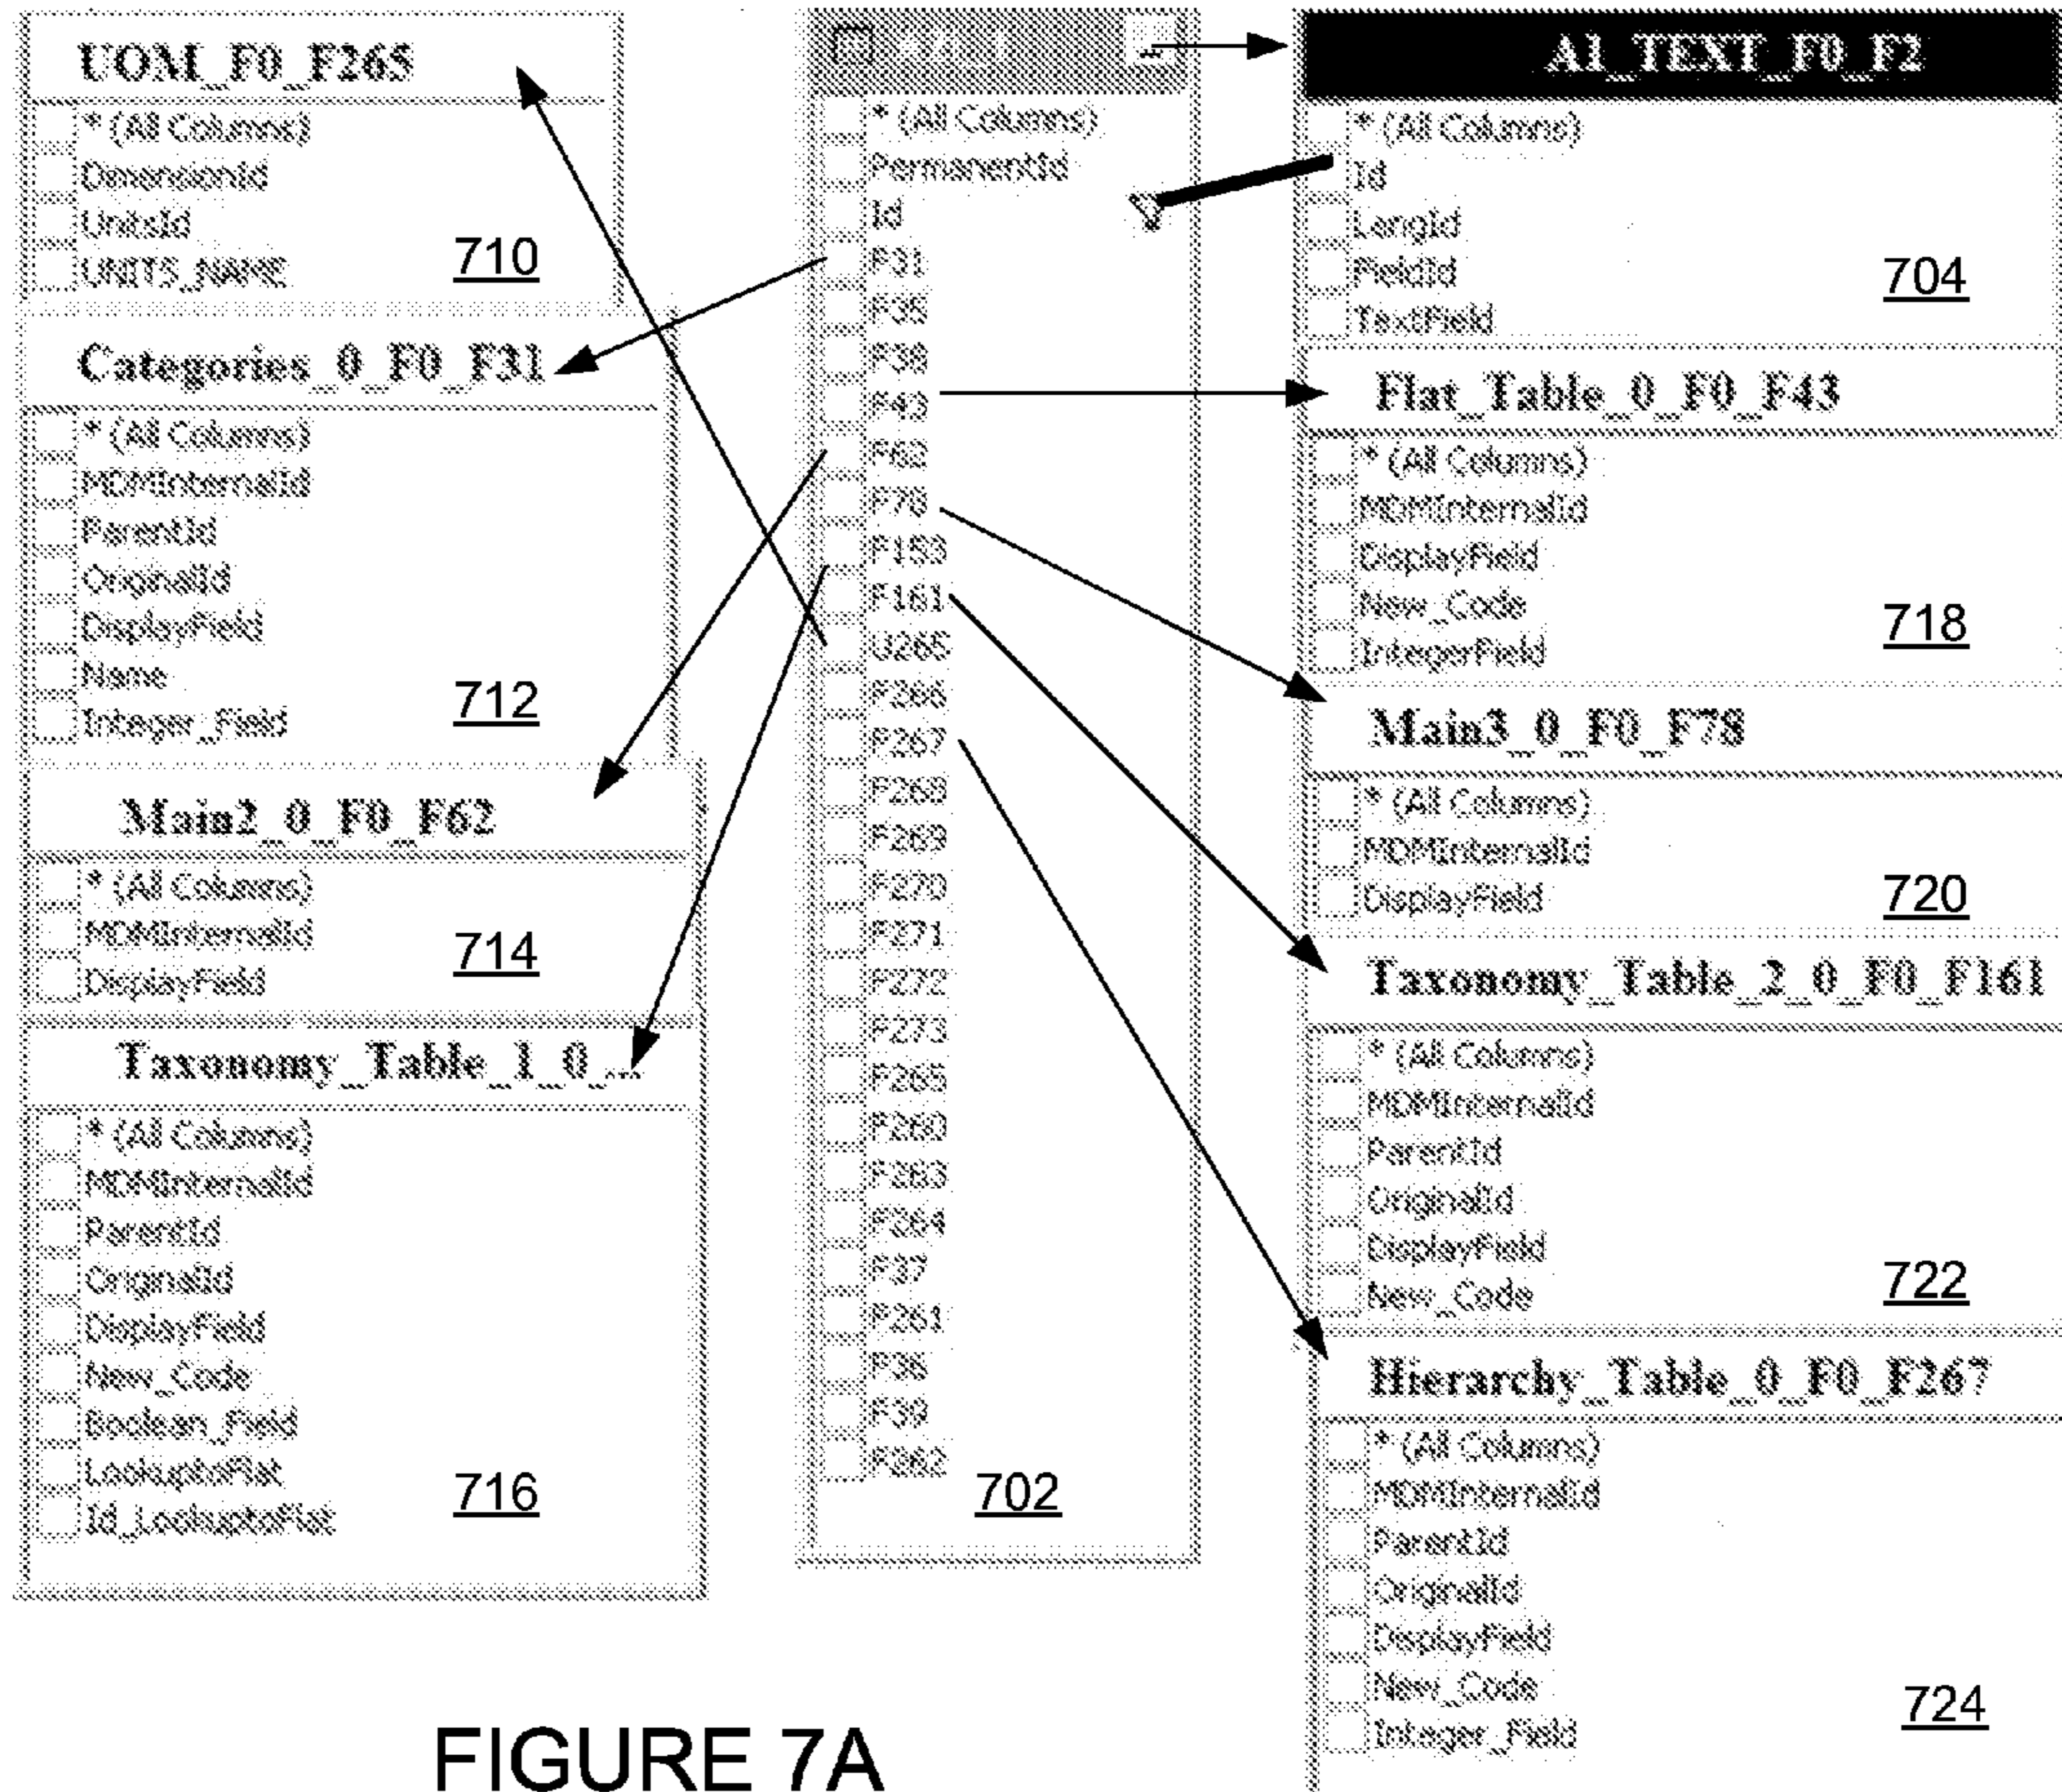 UOM_F0_F265
* (All Columns)
DimensionId
UnitsId
UNITS_NAME
710
Categories_0_F0_F31
* (All Columns)
MDMInternalId
ParentId
OriginalId
DisplayField
Name
Integer_Field
712
Main2_0_F0_F62
* (All Columns)
MDMInternalId
DisplayField
714
Taxonomy_Table_1_0_...
* (All Columns)
MDMInternalId
ParentId
OriginalId
DisplayField
New_Code
Boolean_Field
LookuptoFlat
Id_LookuptoFlat
716
* (All Columns)
PermanentId
Id
F31
F35
F38
F43
F62
F78
F153
F161
U265
F266
F267
F268
F269
F270
F271
F272
F273
F265
F260
F263
F264
F37
F261
F36
F39
F262
702
A1_TEXT_F0_F2
* (All Columns)
Id
LangId
FieldId
TextField
704
Flat_Table_0_F0_F43
* (All Columns)
MDMInternalId
DisplayField
New_Code
IntegerField
718
Main3_0_F0_F78
* (All Columns)
MDMInternalId
DisplayField
720
Taxonomy_Table_2_0_F0_F161
* (All Columns)
MDMInternalId
ParentId
OriginalId
DisplayField
New_Code
722
Hierarchy_Table_0_F0_F267
* (All Columns)
MDMInternalId
ParentId
OriginalId
DisplayField
New_Code
Integer_Field
724
FIGURE 7A